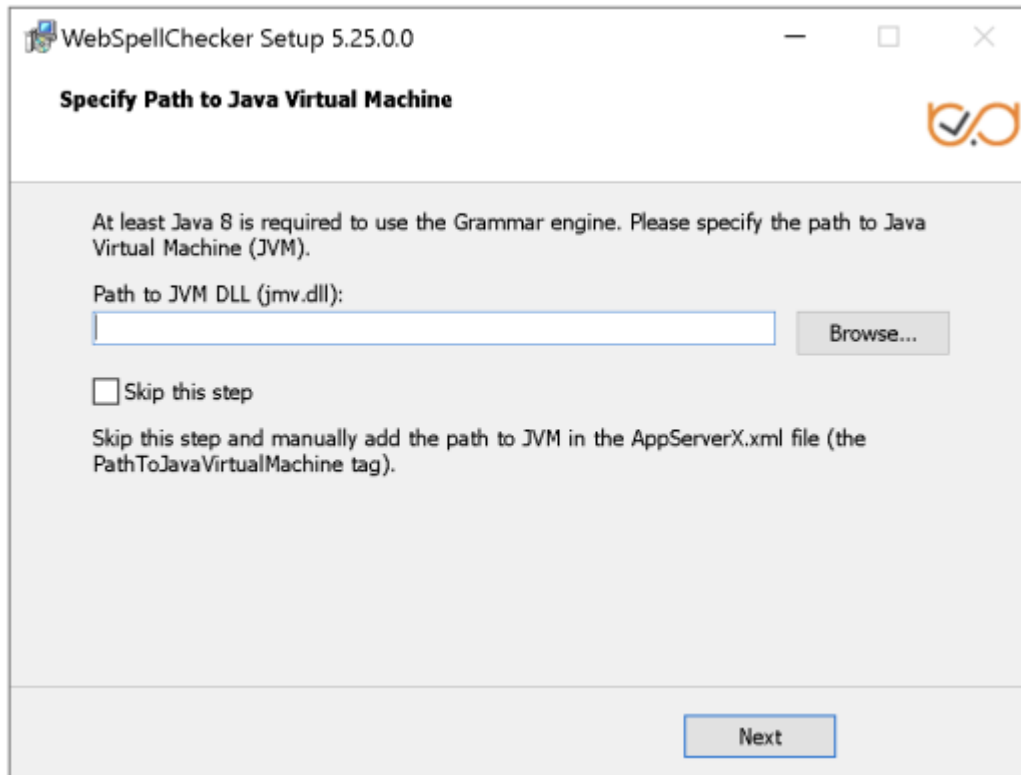 WebSpellChecker Setup 5.25.0.0
Specify Path to Java Virtual Machine
At least Java 8 is required to use the Grammar engine. Please specify the path to Java
Virtual Machine (JVM).
Path to JVM DLL (jmv.dll):
Browse...
Skip this step
Skip this step and manually add the path to JVM in the AppServerX.xml file (the
PathToJavaVirtualMachine tag).
Next